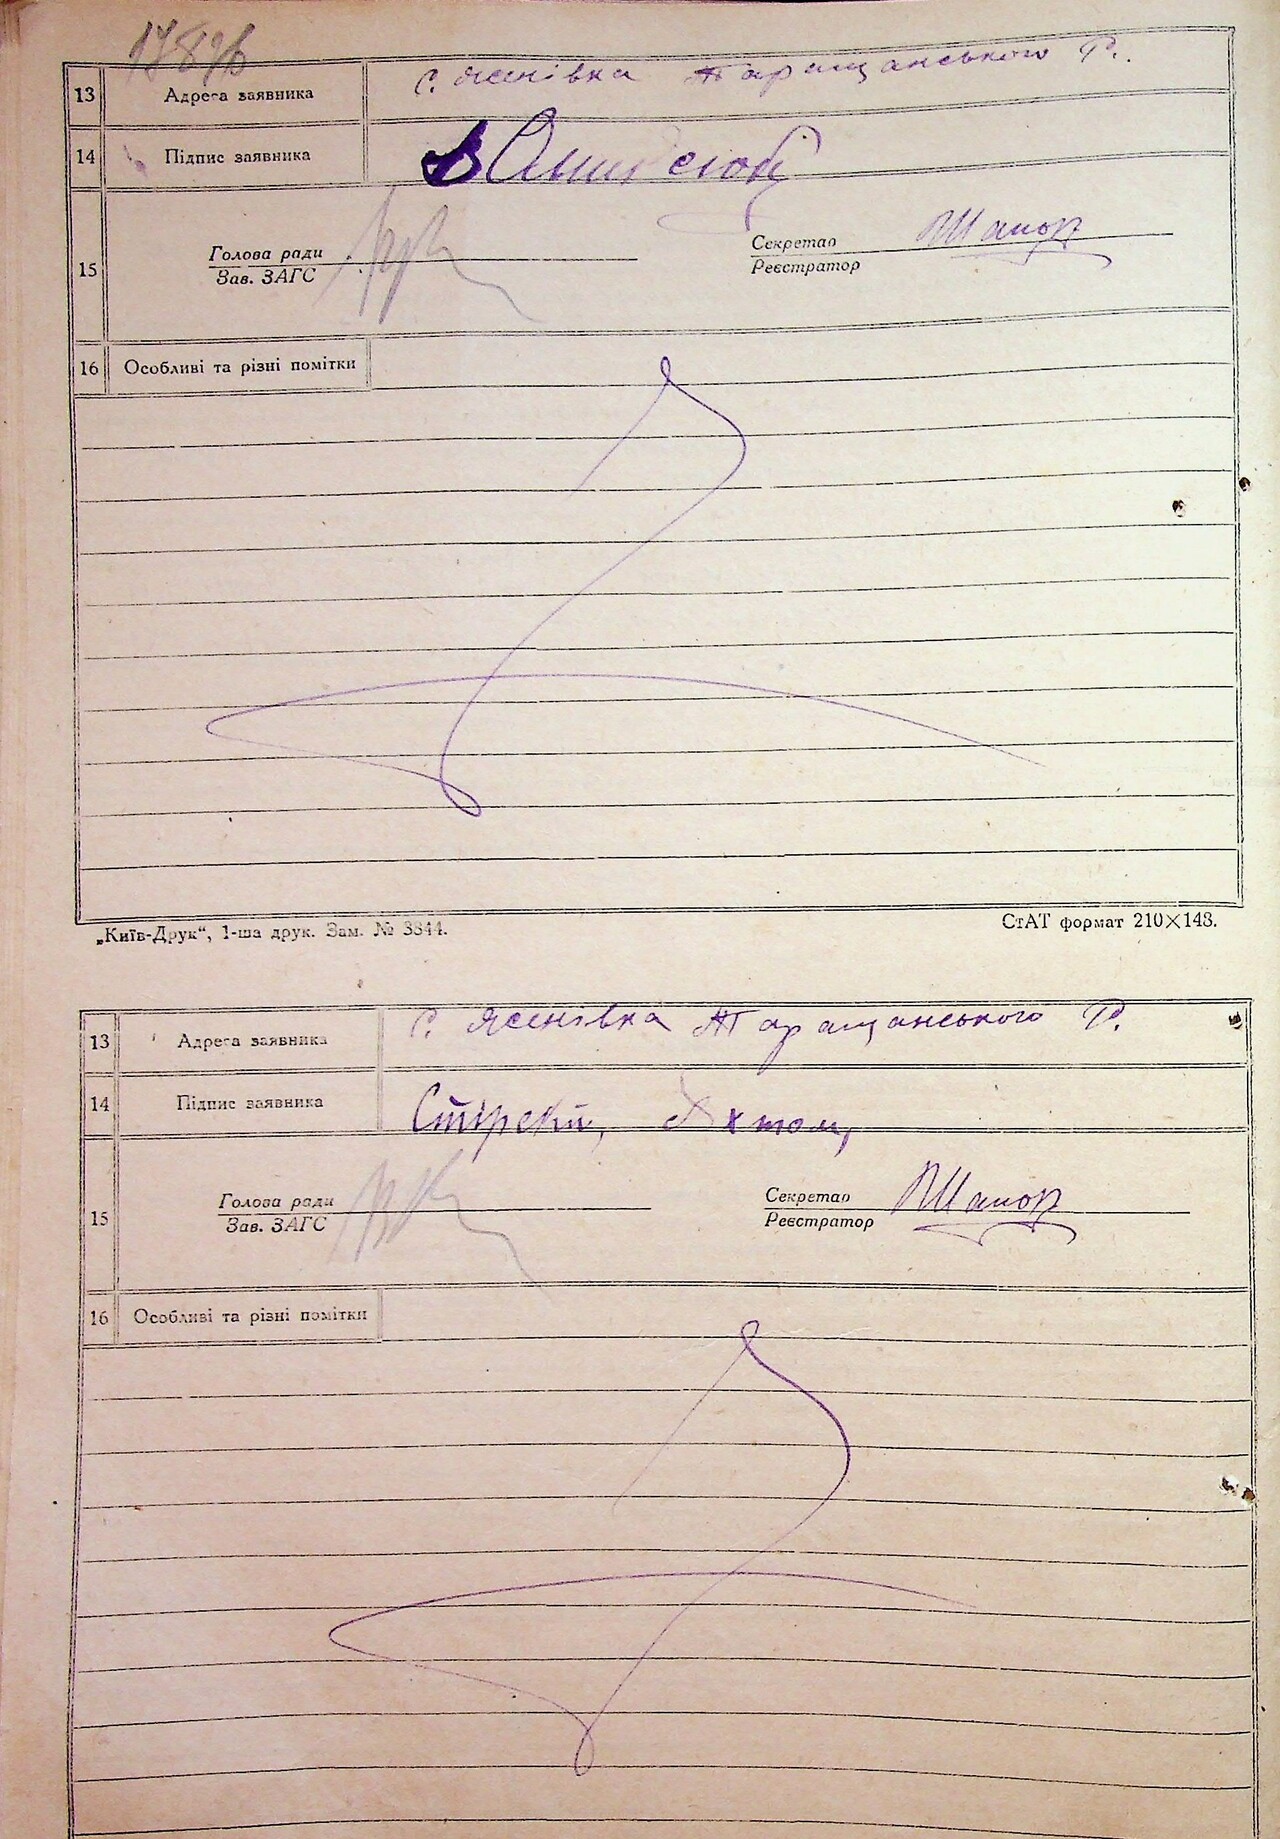 13 Адреса заявника с. Ясенівка Таращанського Р.
14 Підпис заявника
15 Голова ради Секретар Шапор
Зав. ЗАГС Реєстратор
16 Особливі та різні помітки
„Київ-Друк“, 1-ша друк. Зам. № 3844. СтАТ формат 210×148.
13 Адреса заявника с. Ясенівка Таращанського Р.
14 Підпис заявника
15 Голова ради Секретар Шапор
Зав. ЗАГС Реєстратор
16 Особливі та різні помітки